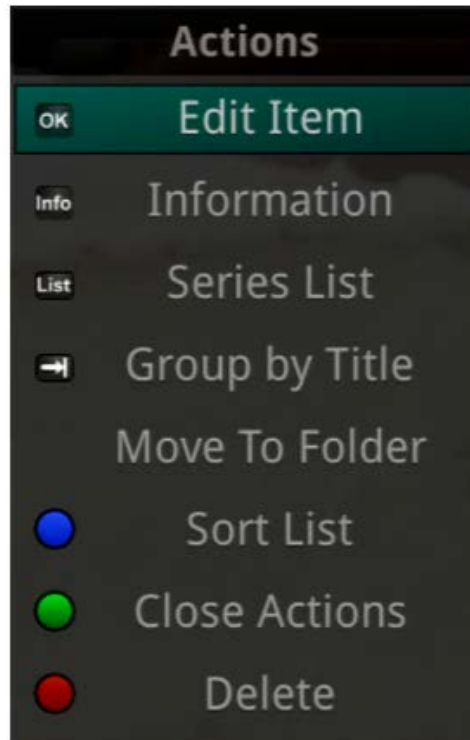 Actions
OK Edit Item
Info Information
List Series List
Group by Title
Move To Folder
Sort List
Close Actions
Delete